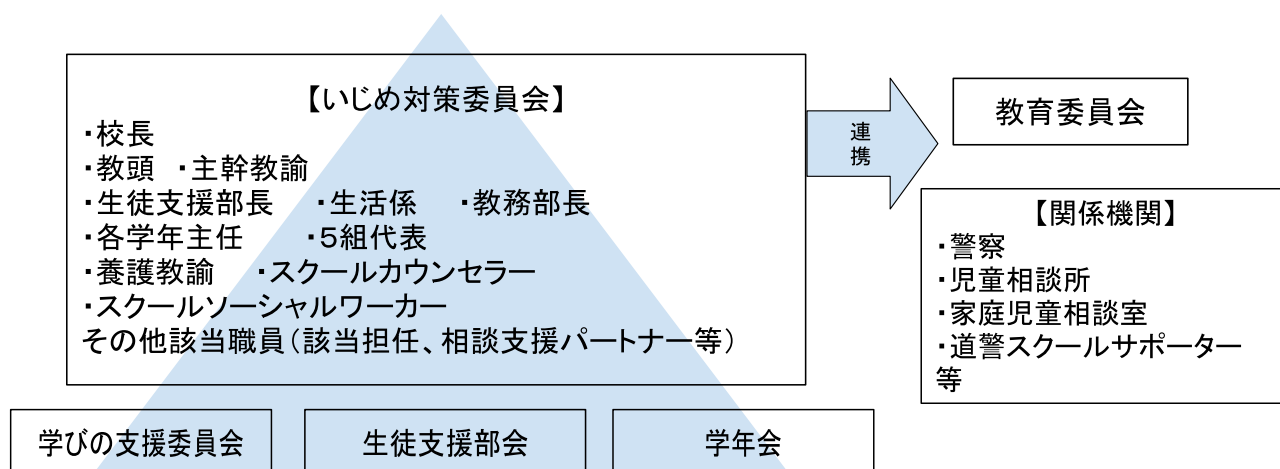 【いじめ対策委員会】
・校長
・教頭　・主幹教諭
・生徒支援部長　　・生活係　　・教務部長
・各学年主任　　　・５組代表
・養護教諭　　・スクールカウンセラー
・スクールソーシャルワーカー
その他該当職員（該当担任、相談支援パートナー等）
連携
教育委員会
【関係機関】
・警察
・児童相談所
・家庭児童相談室
・道警スクールサポーター
等
学びの支援委員会
生徒支援部会
学年会